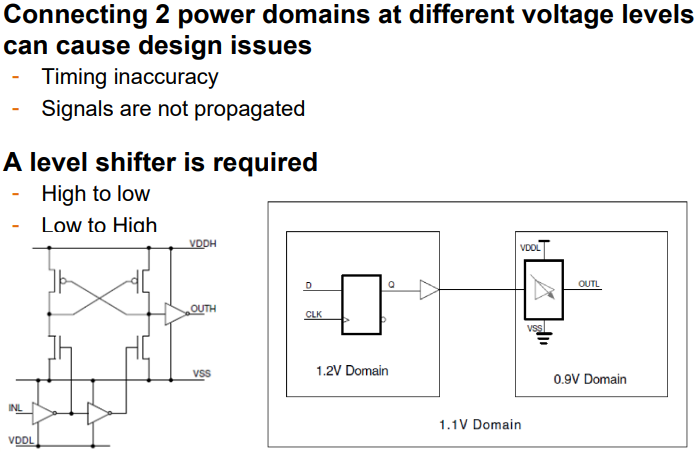 Connecting 2 power domains at different voltage levels
can cause design issues
- Timing inaccuracy
- Signals are not propagated
A level shifter is required
- High to low
- Low to High
VDDH
OUTH
VSS
INL
VDDL
D
Q
CLK
1.2V Domain
VDDL
OUTL
VSS
0.9V Domain
1.1V Domain